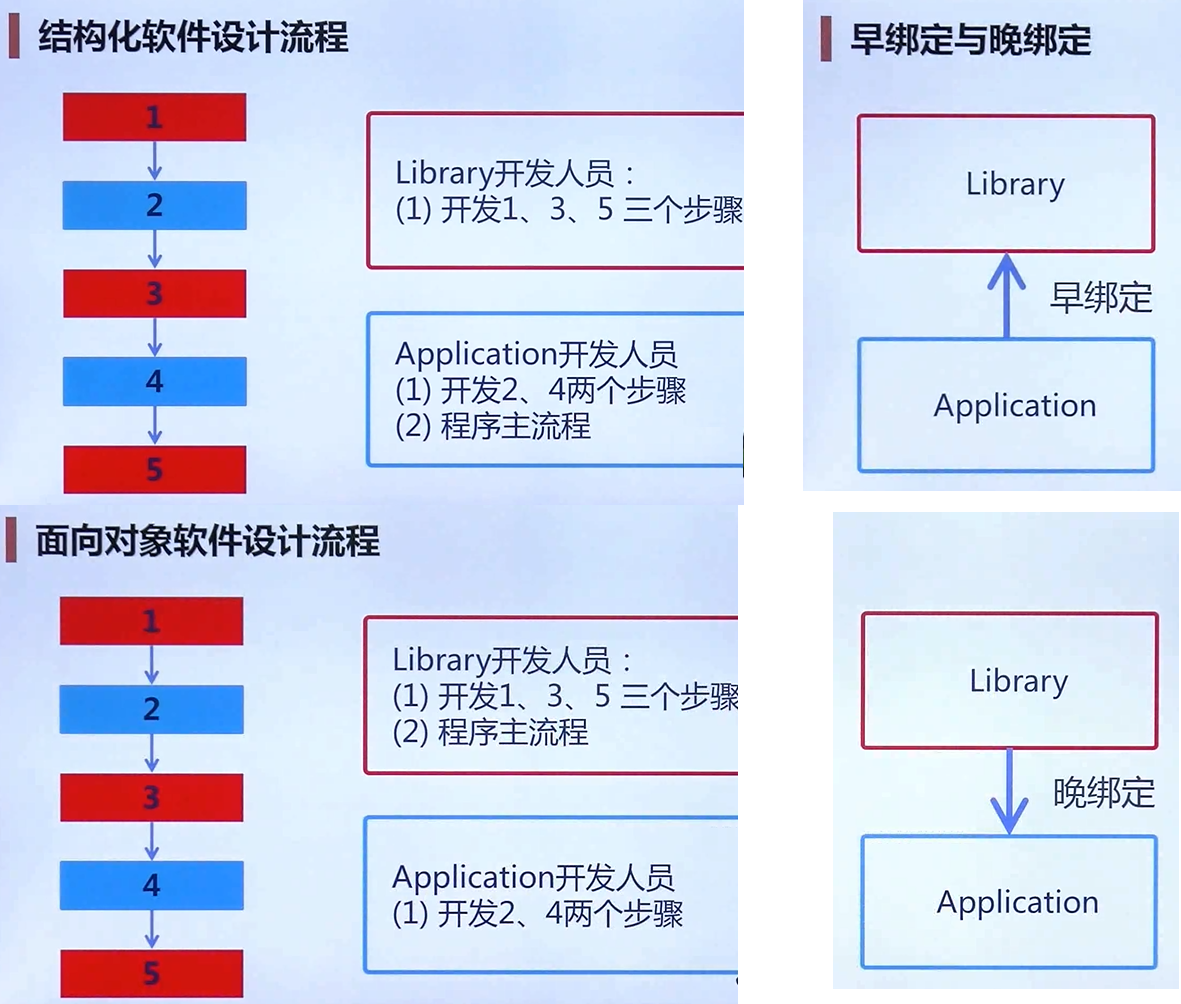 结构化软件设计流程
1
2
3
4
5
Library开发人员：
(1) 开发1、3、5 三个步骤
Application开发人员
(1) 开发2、4两个步骤
(2) 程序主流程
早绑定与晚绑定
Library
早绑定
Application
面向对象软件设计流程
1
2
3
4
5
Library开发人员：
(1) 开发1、3、5 三个步骤
(2) 程序主流程
Application开发人员
(1) 开发2、4两个步骤
Library
晚绑定
Application